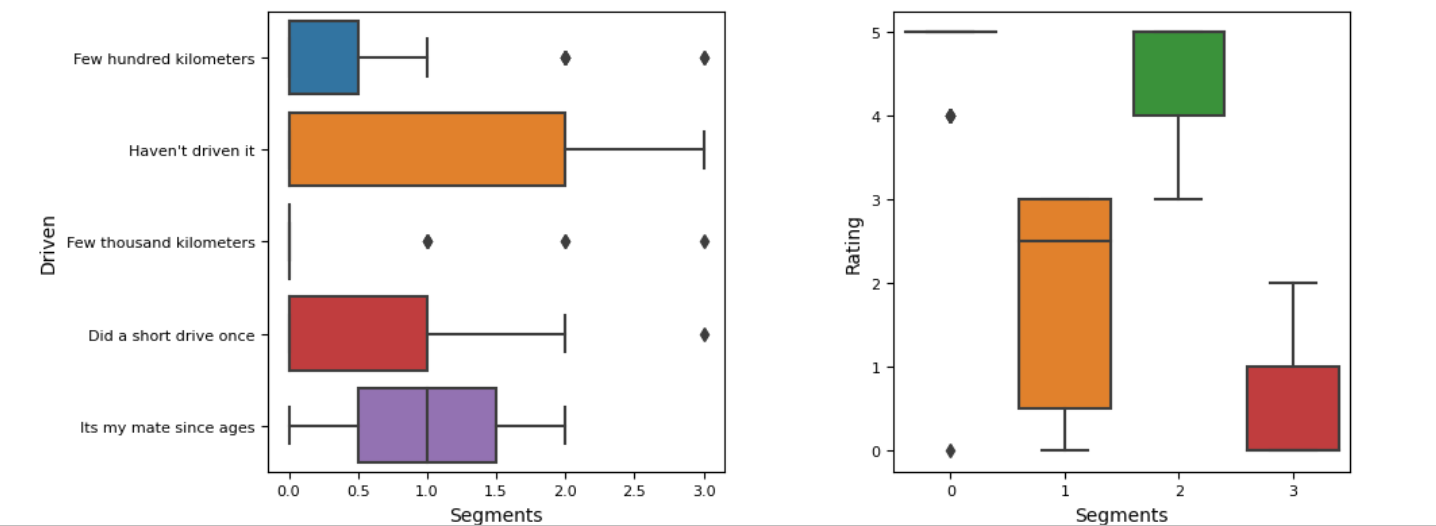 Driven
Few hundred kilometers
Haven't driven it
Few thousand kilometers
Did a short drive once
Its my mate since ages
0.0 0.5 1.0 1.5 2.0 2.5 3.0
Segments
Rating
5
4
3
2
1
0
0 1 2 3
Segments